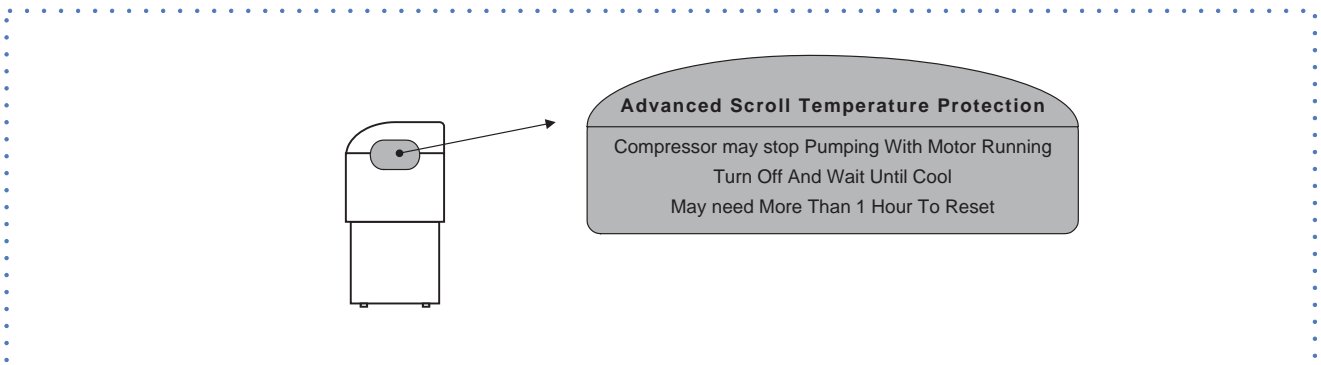 Advanced Scroll Temperature Protection
Compressor may stop Pumping With Motor Running
Turn Off And Wait Until Cool
May need More Than 1 Hour To Reset